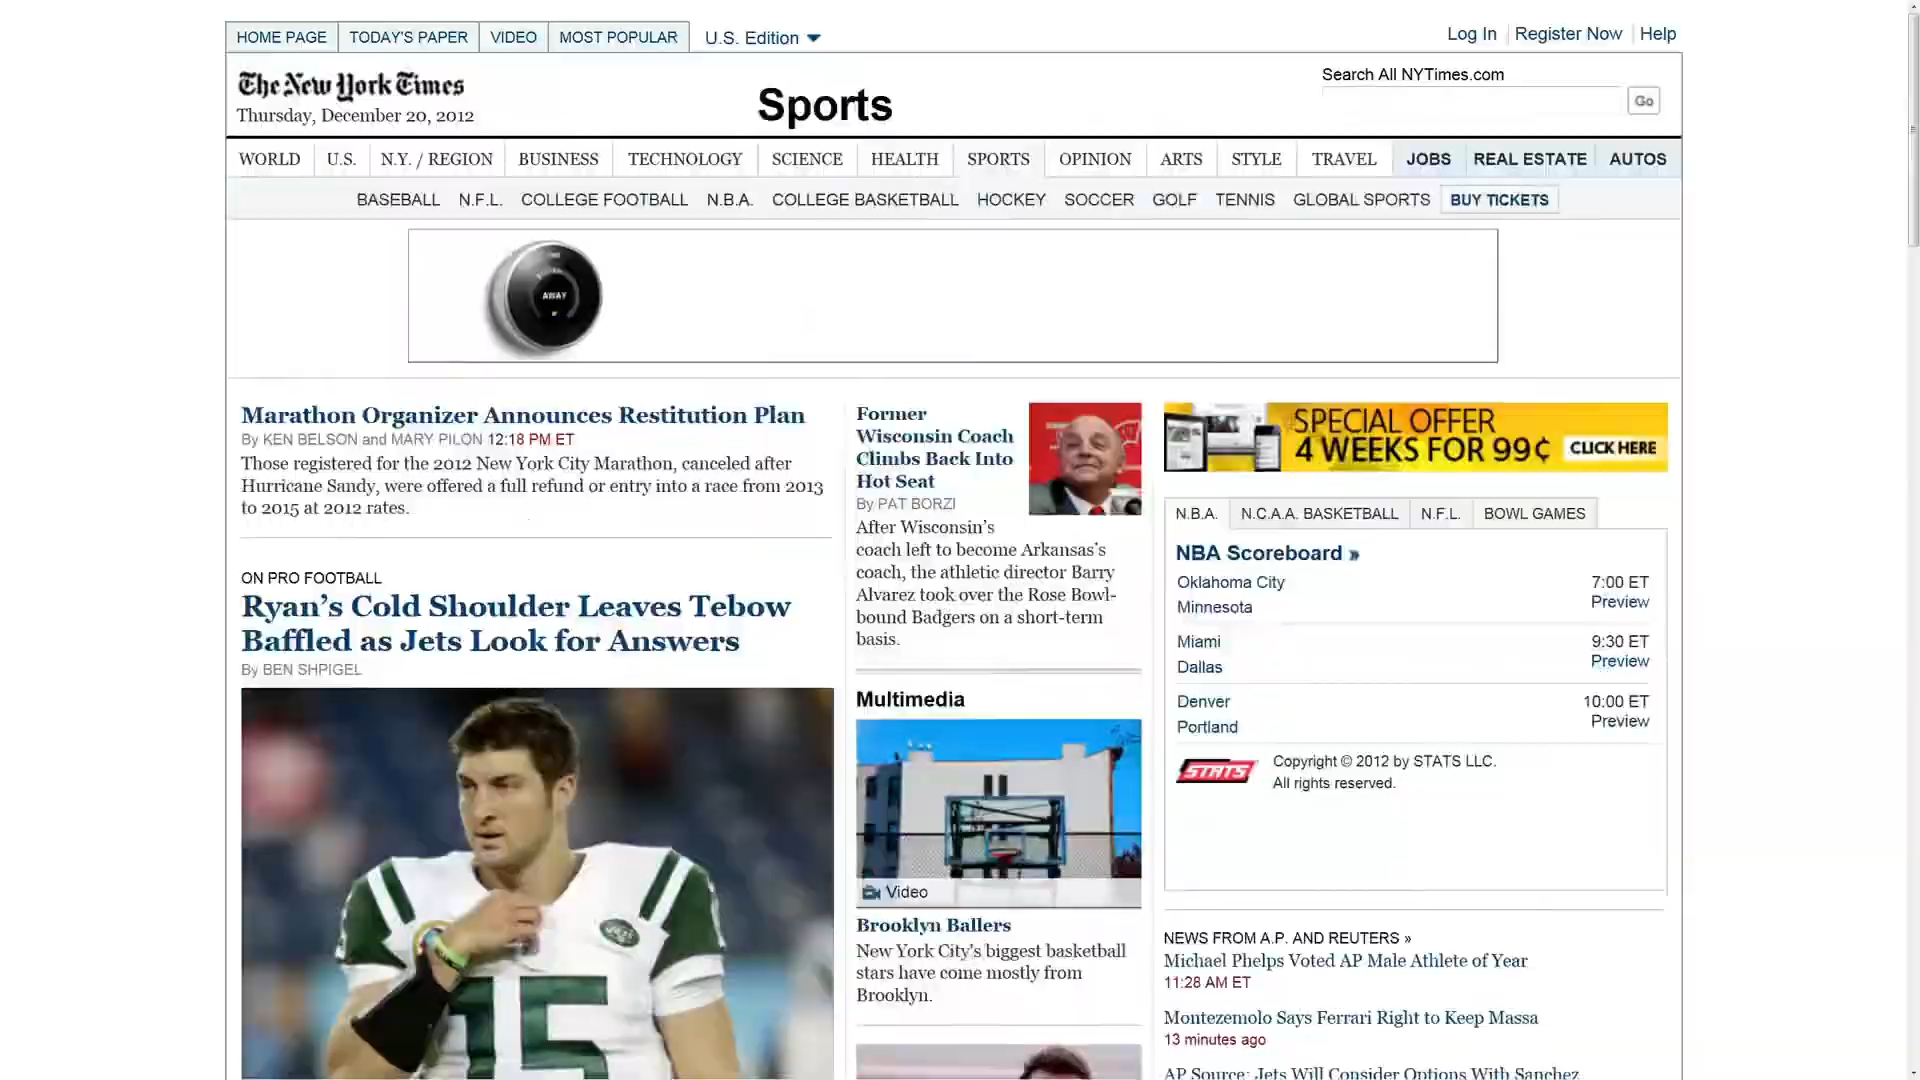 HOME PAGE TODAY'S PAPER VIDEO MOST POPULAR U.S. Edition
Log In Register Now Help
The New York Times
Thursday, December 20, 2012
Sports
Search All NYTimes.com
Go
WORLD U.S. N.Y. / REGION BUSINESS TECHNOLOGY SCIENCE HEALTH SPORTS OPINION ARTS STYLE TRAVEL JOBS REAL ESTATE AUTOS
BASEBALL N.F.L. COLLEGE FOOTBALL N.B.A. COLLEGE BASKETBALL HOCKEY SOCCER GOLF TENNIS GLOBAL SPORTS BUY TICKETS
AWAY
Marathon Organizer Announces Restitution Plan
By KEN BELSON and MARY PILON 12:18 PM ET
Those registered for the 2012 New York City Marathon, canceled after
Hurricane Sandy, were offered a full refund or entry into a race from 2013
to 2015 at 2012 rates.
ON PRO FOOTBALL
Ryan’s Cold Shoulder Leaves Tebow
Baffled as Jets Look for Answers
By BEN SHPIGEL
JETS
15
Former
Wisconsin Coach
Climbs Back Into
Hot Seat
By PAT BORZI
After Wisconsin’s
coach left to become Arkansas’s
coach, the athletic director Barry
Alvarez took over the Rose Bowl-
bound Badgers on a short-term
basis.
Multimedia
Video
Brooklyn Ballers
New York City’s biggest basketball
stars have come mostly from
Brooklyn.
SPECIAL OFFER
4 WEEKS FOR 99¢ CLICK HERE
N.B.A. N.C.A.A. BASKETBALL N.F.L. BOWL GAMES
NBA Scoreboard »
Oklahoma City 7:00 ET
Minnesota Preview
Miami 9:30 ET
Dallas Preview
Denver 10:00 ET
Portland Preview
STATS
Copyright © 2012 by STATS LLC.
All rights reserved.
NEWS FROM A.P. AND REUTERS »
Michael Phelps Voted AP Male Athlete of Year
11:28 AM ET
Montezemolo Says Ferrari Right to Keep Massa
13 minutes ago
AP Source: Jets Will Consider Options With Sanchez